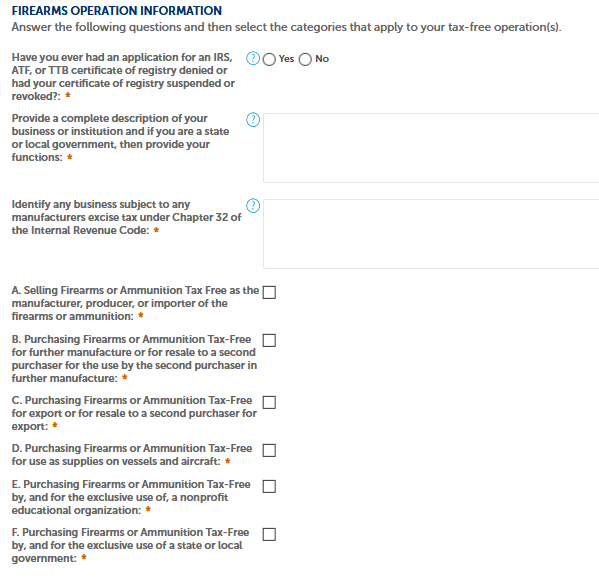 FIREARMS OPERATION INFORMATION
Answer the following questions and then select the categories that apply to your tax-free operation(s).
Have you ever had an application for an IRS, ? Yes No
ATF, or TTB certificate of registry denied or
had your certificate of registry suspended or
revoked?: *
Provide a complete description of your ?
business or institution and if you are a state
or local government, then provide your
functions: *
Identify any business subject to any ?
manufacturers excise tax under Chapter 32 of
the Internal Revenue Code: *
A. Selling Firearms or Ammunition Tax Free as the
manufacturer, producer, or importer of the
firearms or ammunition: *
B. Purchasing Firearms or Ammunition Tax-Free
for further manufacture or for resale to a second
purchaser for the use by the second purchaser in
further manufacture: *
C. Purchasing Firearms or Ammunition Tax-Free
for export or for resale to a second purchaser for
export: *
D. Purchasing Firearms or Ammunition Tax-Free
for use as supplies on vessels and aircraft: *
E. Purchasing Firearms or Ammunition Tax-Free
by, and for the exclusive use of, a nonprofit
educational organization: *
F. Purchasing Firearms or Ammunition Tax-Free
by, and for the exclusive use of a state or local
government: *